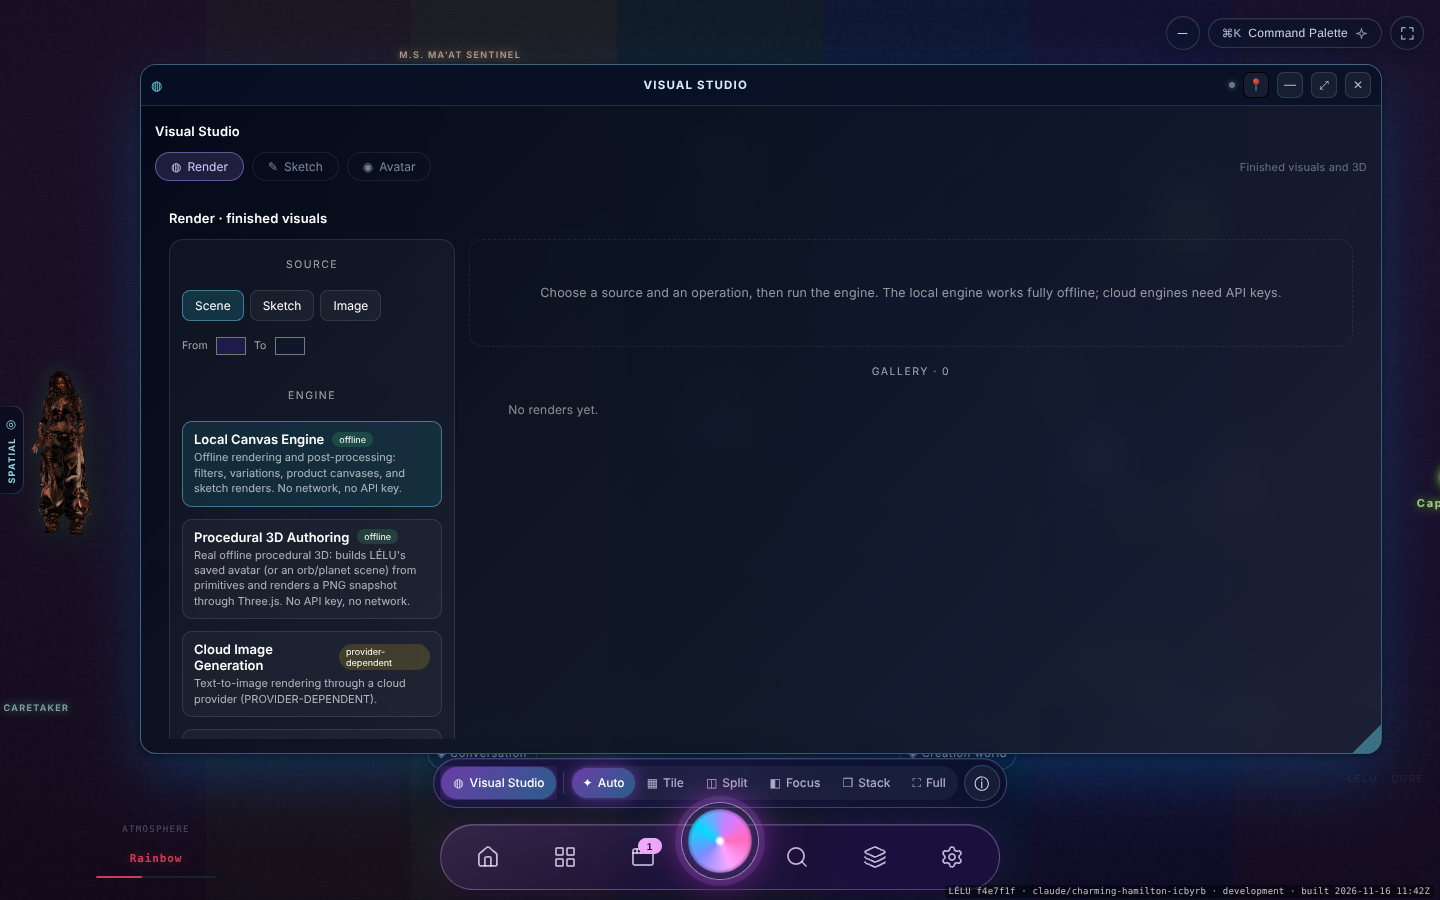 ⌘K Command Palette
M.S. MA'AT SENTINEL
VISUAL STUDIO
Visual Studio
Render
Sketch
Avatar
Finished visuals and 3D
Render · finished visuals
SOURCE
Scene
Sketch
Image
From
To
Choose a source and an operation, then run the engine. The local engine works fully offline; cloud engines need API keys.
GALLERY · 0
No renders yet.
ENGINE
Local Canvas Engine
offline
Offline rendering and post-processing:
filters, variations, product canvases, and
sketch renders. No network, no API key.
Procedural 3D Authoring
offline
Real offline procedural 3D: builds LÉLU's
saved avatar (or an orb/planet scene) from
primitives and renders a PNG snapshot
through Three.js. No API key, no network.
Cloud Image
Generation
provider-
dependent
Text-to-image rendering through a cloud
provider (PROVIDER-DEPENDENT).
SPATIAL
Cap
CARETAKER
Conversation
Creation world
Visual Studio
Auto
Tile
Split
Focus
Stack
Full
LÉLU · CORE
ATMOSPHERE
Rainbow
1
LÉLU f4e7f1f · claude/charming-hamilton-icbyrb · development · built 2026-11-16 11:42Z